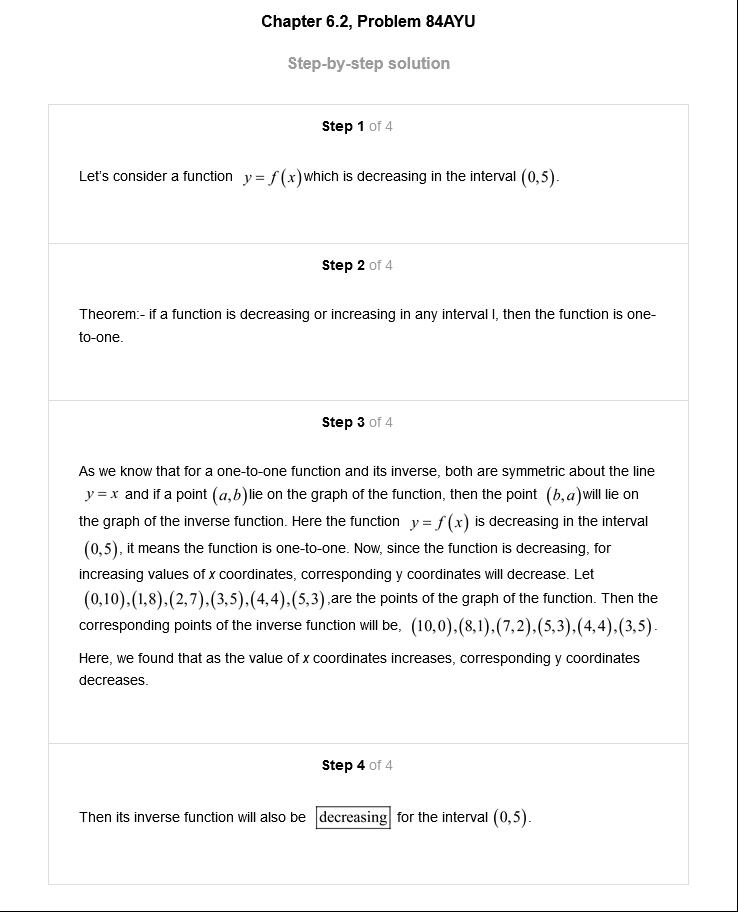 Chapter 6.2, Problem 84AYU
Step-by-step solution
Step 1 of 4
Let's consider a function y = f (x) which is decreasing in the interval (0,5).
Step 2 of 4
Theorem:- if a function is decreasing or increasing in any interval I, then the function is one-
to-one.
Step 3 of 4
As we know that for a one-to-one function and its inverse, both are symmetric about the line
y = x and if a point (a,b) lie on the graph of the function, then the point (b,a) will lie on
the graph of the inverse function. Here the function y = f (x) is decreasing in the interval
(0,5), it means the function is one-to-one. Now, since the function is decreasing, for
increasing values of x coordinates, corresponding y coordinates will decrease. Let
(0,10),(1,8),(2,7),(3,5),(4,4),(5,3),are the points of the graph of the function. Then the
corresponding points of the inverse function will be, (10,0),(8,1),(7,2),(5,3),(4,4),(3,5).
Here, we found that as the value of x coordinates increases, corresponding y coordinates
decreases.
Step 4 of 4
Then its inverse function will also be decreasing for the interval (0,5).